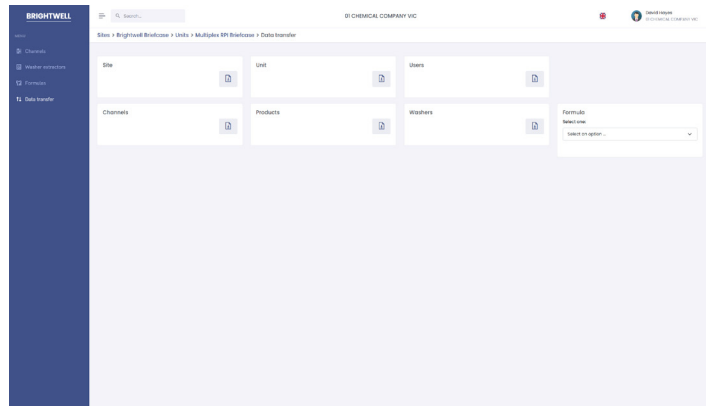 BRIGHTWELL
Search...
01 CHEMICAL COMPANY VIC
David Hayes
01 CHEMICAL COMPANY VIC
Sites > Brightwell Briefcase > Units > Multiplex RPI Briefcase > Data transfer
MENU
Channels
Washer extractors
Formulas
Data transfer
Site
Unit
Users
Channels
Products
Washers
Formula
Select one:
Select an option ...